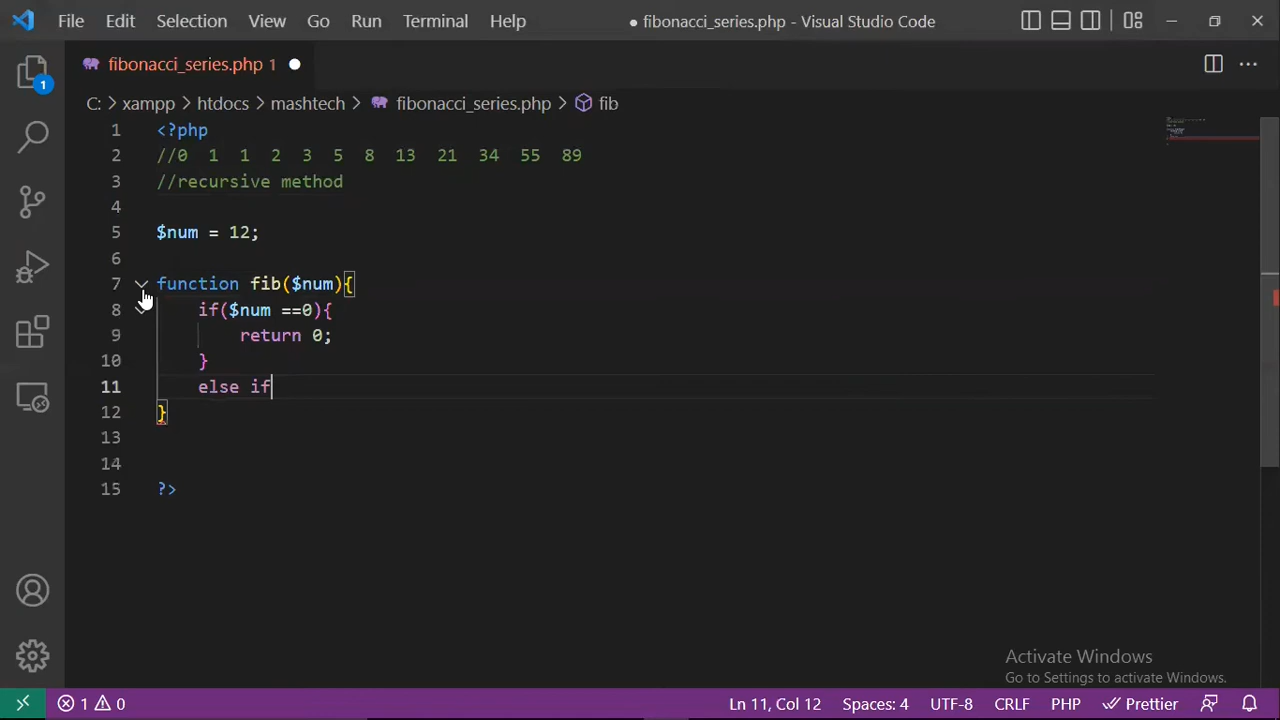 File Edit Selection View Go Run Terminal Help ● fibonacci_series.php - Visual Studio Code
fibonacci_series.php 1 ●
C: > xampp > htdocs > mashtech > fibonacci_series.php > fib
1 <?php
2 //0 1 1 2 3 5 8 13 21 34 55 89
3 //recursive method
4
5 $num = 12;
6
7 function fib($num){
8 if($num ==0){
9 return 0;
10 }
11 else if
12 }
13
14
15 ?>
1
Activate Windows
Go to Settings to activate Windows.
1 0 Ln 11, Col 12 Spaces: 4 UTF-8 CRLF PHP Prettier